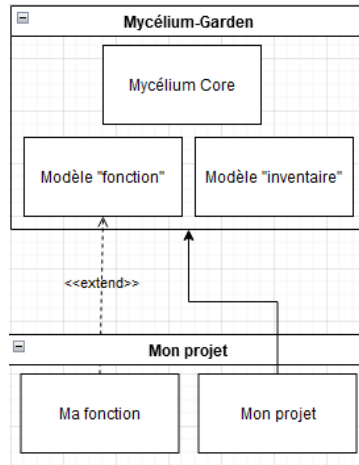 Mycélium-Garden
Mycélium Core
Modèle "fonction"
Modèle "inventaire"
<<extend>>
Mon projet
Ma fonction
Mon projet